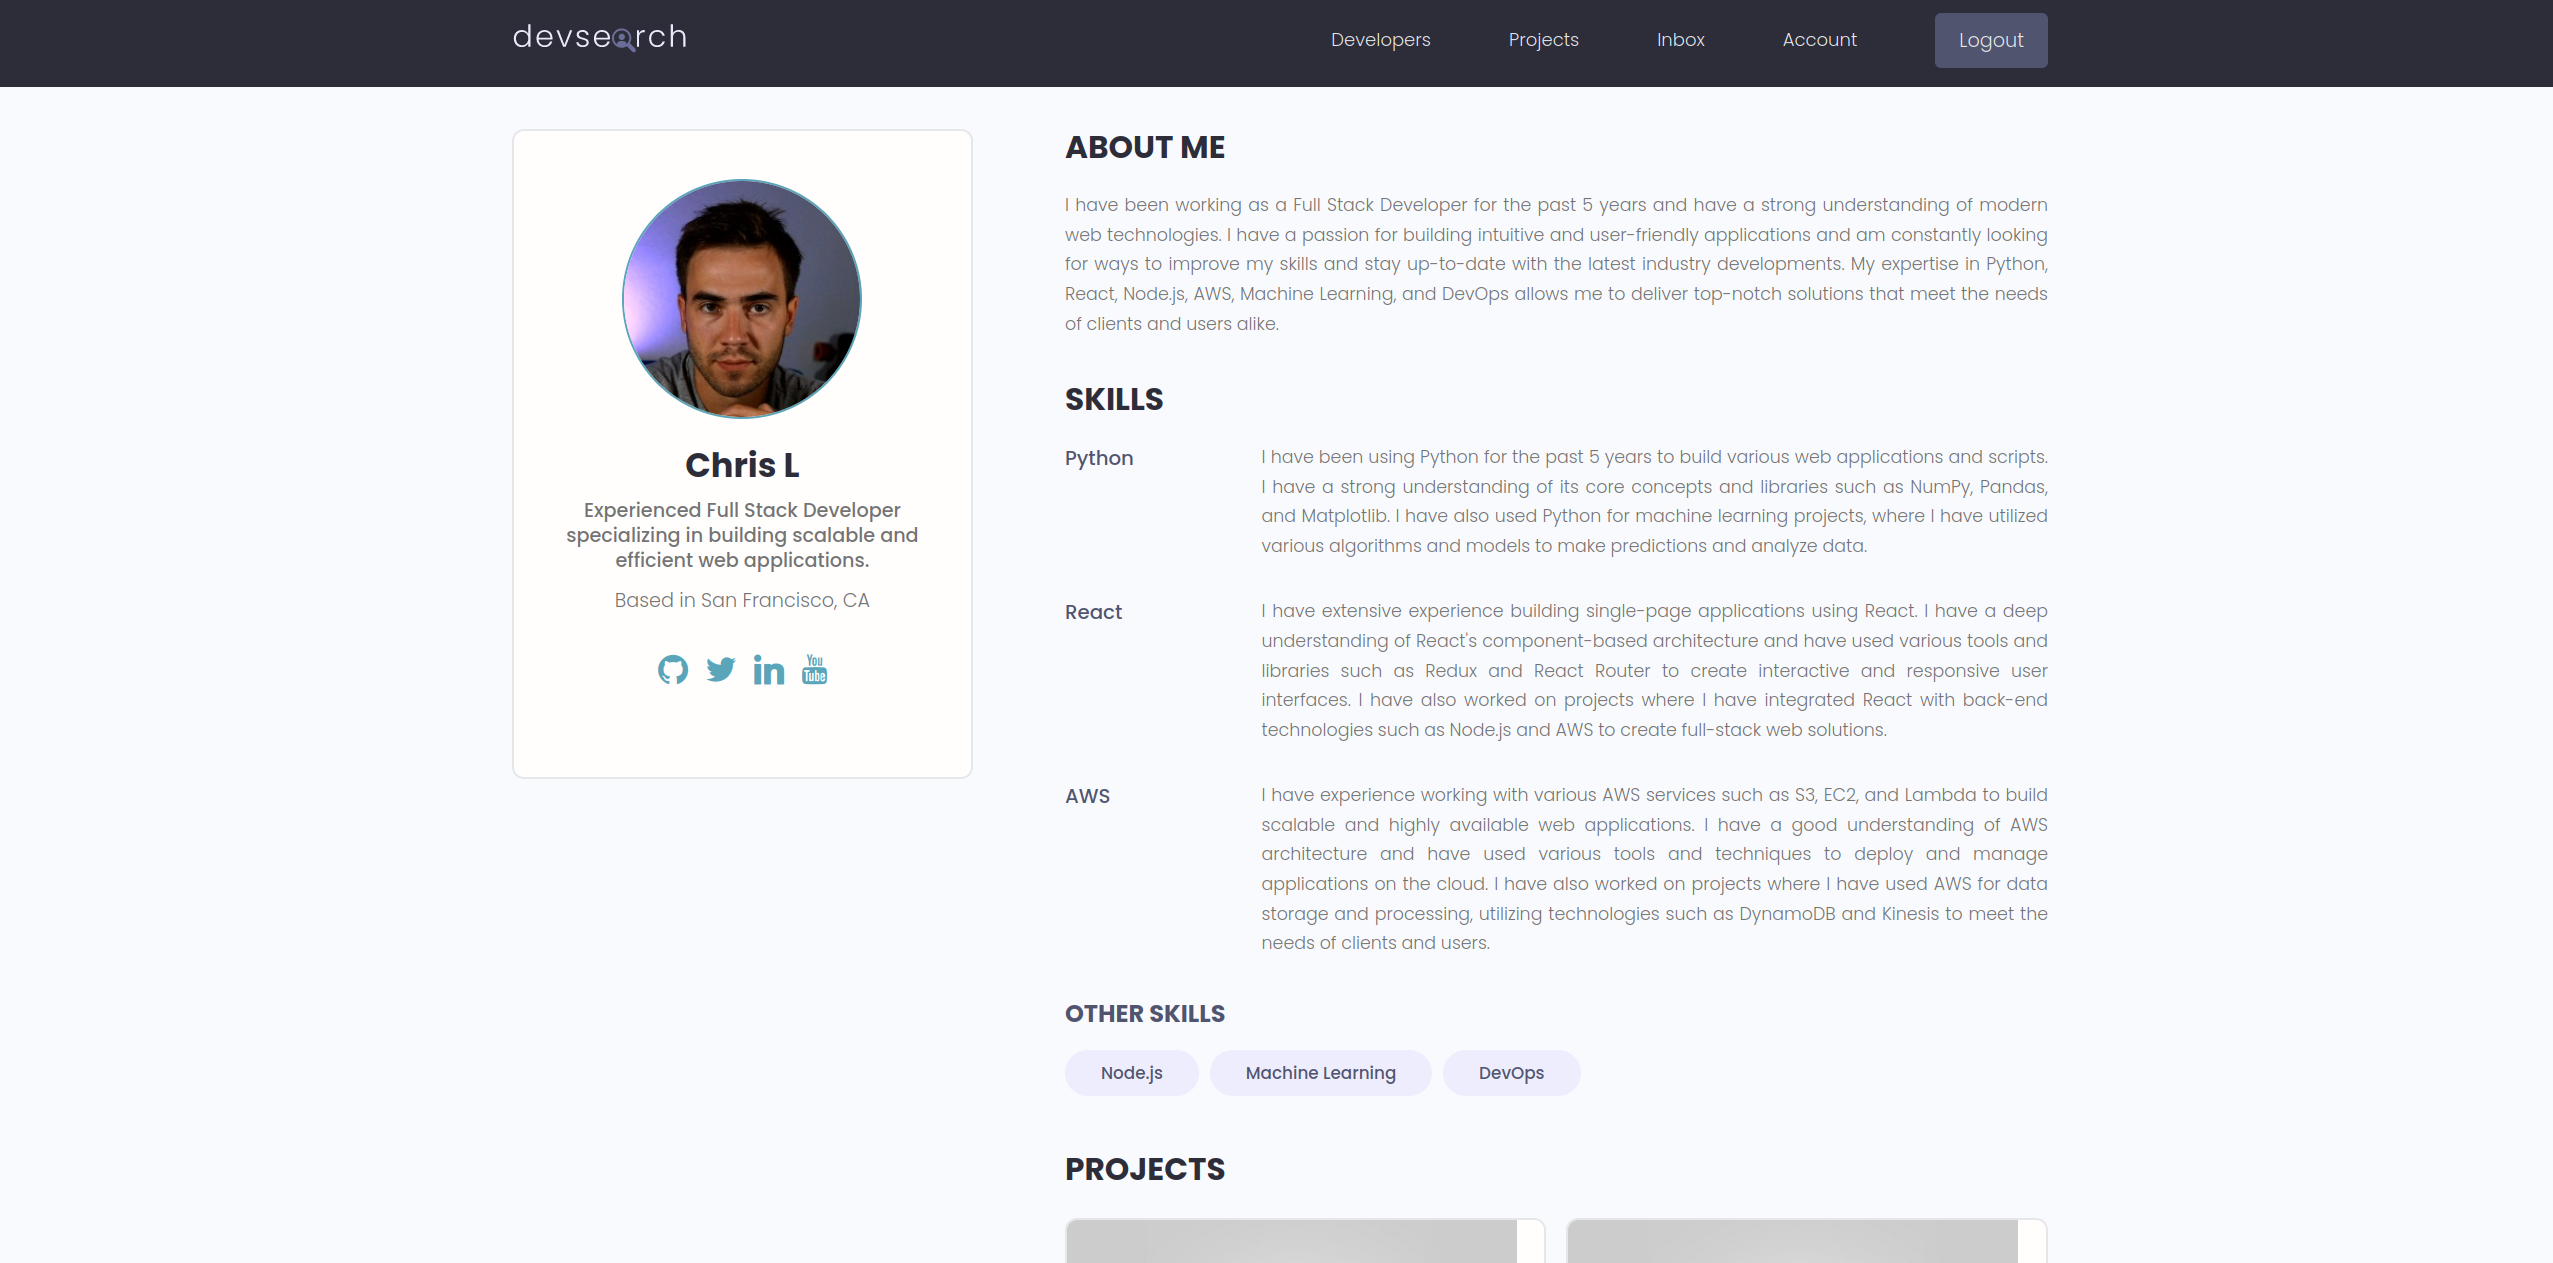 devsearch
Developers
Projects
Inbox
Account
Logout
Chris L
Experienced Full Stack Developer
specializing in building scalable and
efficient web applications.
Based in San Francisco, CA
You
Tube
ABOUT ME
I have been working as a Full Stack Developer for the past 5 years and have a strong understanding of modern
web technologies. I have a passion for building intuitive and user-friendly applications and am constantly looking
for ways to improve my skills and stay up-to-date with the latest industry developments. My expertise in Python,
React, Node.js, AWS, Machine Learning, and DevOps allows me to deliver top-notch solutions that meet the needs
of clients and users alike.
SKILLS
Python
I have been using Python for the past 5 years to build various web applications and scripts.
I have a strong understanding of its core concepts and libraries such as NumPy, Pandas,
and Matplotlib. I have also used Python for machine learning projects, where I have utilized
various algorithms and models to make predictions and analyze data.
React
I have extensive experience building single-page applications using React. I have a deep
understanding of React's component-based architecture and have used various tools and
libraries such as Redux and React Router to create interactive and responsive user
interfaces. I have also worked on projects where I have integrated React with back-end
technologies such as Node.js and AWS to create full-stack web solutions.
AWS
I have experience working with various AWS services such as S3, EC2, and Lambda to build
scalable and highly available web applications. I have a good understanding of AWS
architecture and have used various tools and techniques to deploy and manage
applications on the cloud. I have also worked on projects where I have used AWS for data
storage and processing, utilizing technologies such as DynamoDB and Kinesis to meet the
needs of clients and users.
OTHER SKILLS
Node.js
Machine Learning
DevOps
PROJECTS